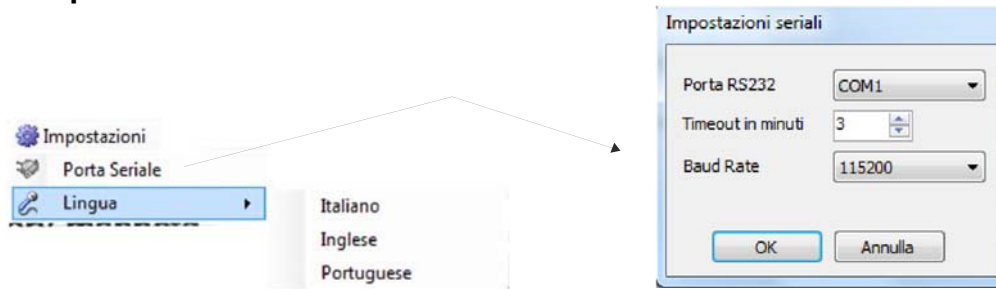 Impostazioni
Porta Seriale
Lingua
Italiano
Inglese
Portuguese
Impostazioni seriali
Porta RS232
COM1
Timeout in minuti
3
Baud Rate
115200
OK
Annulla